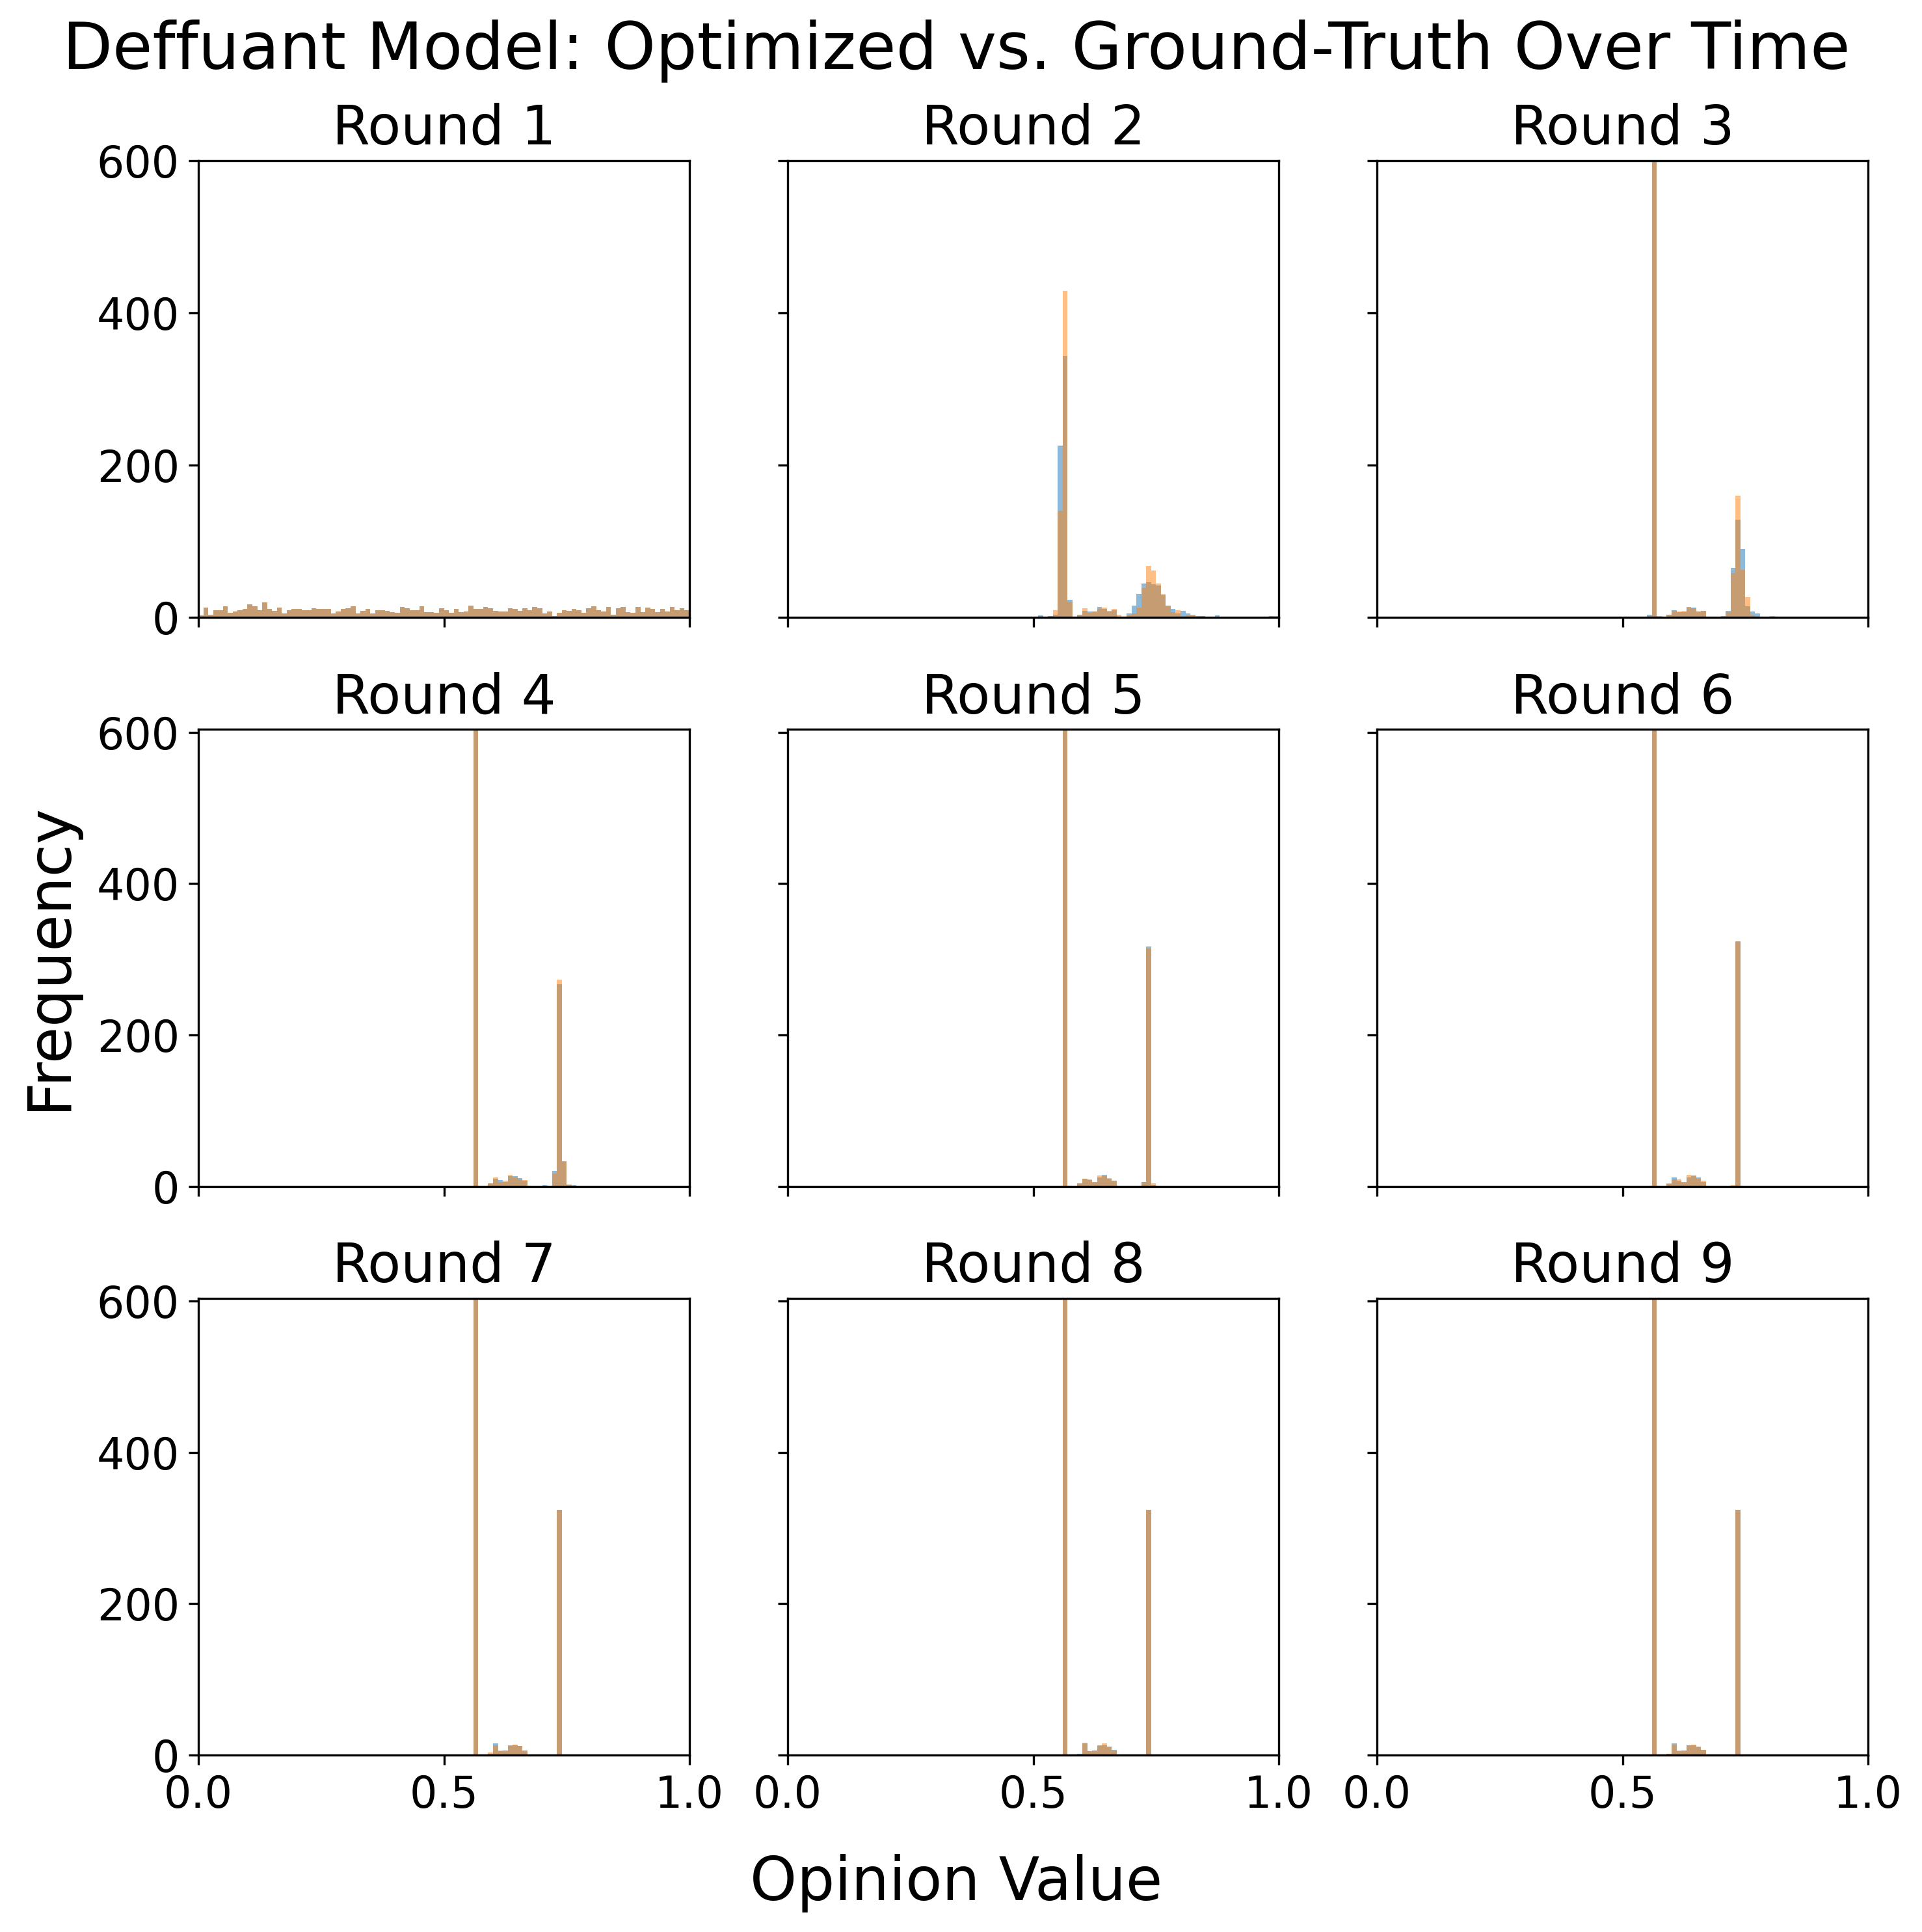 Deffuant Model: Optimized vs. Ground-Truth Over Time
Round 1
Round 2
Round 3
600
400
200
0
Round 4
Round 5
Round 6
600
400
200
0
Frequency
Round 7
Round 8
Round 9
600
400
200
0
0.0 0.5 1.0
0.0 0.5 1.0
0.0 0.5 1.0
Opinion Value